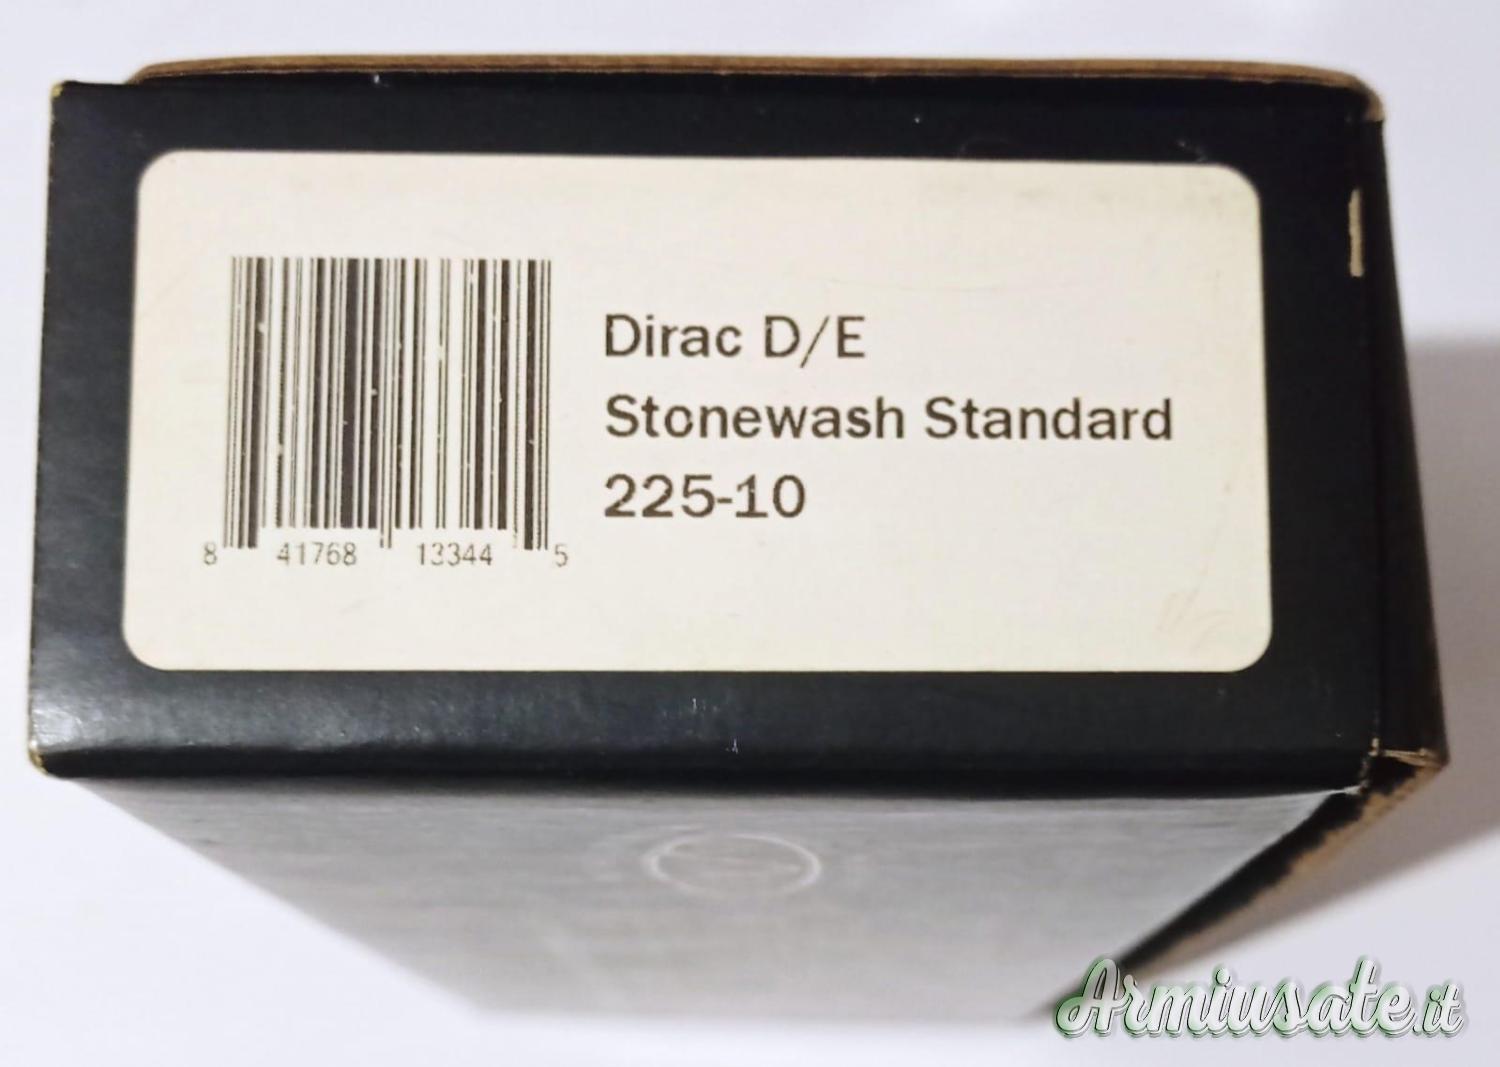 Dirac D/E
Stonewash Standard
225-10
8 41768 13344 5
Armiusate.it